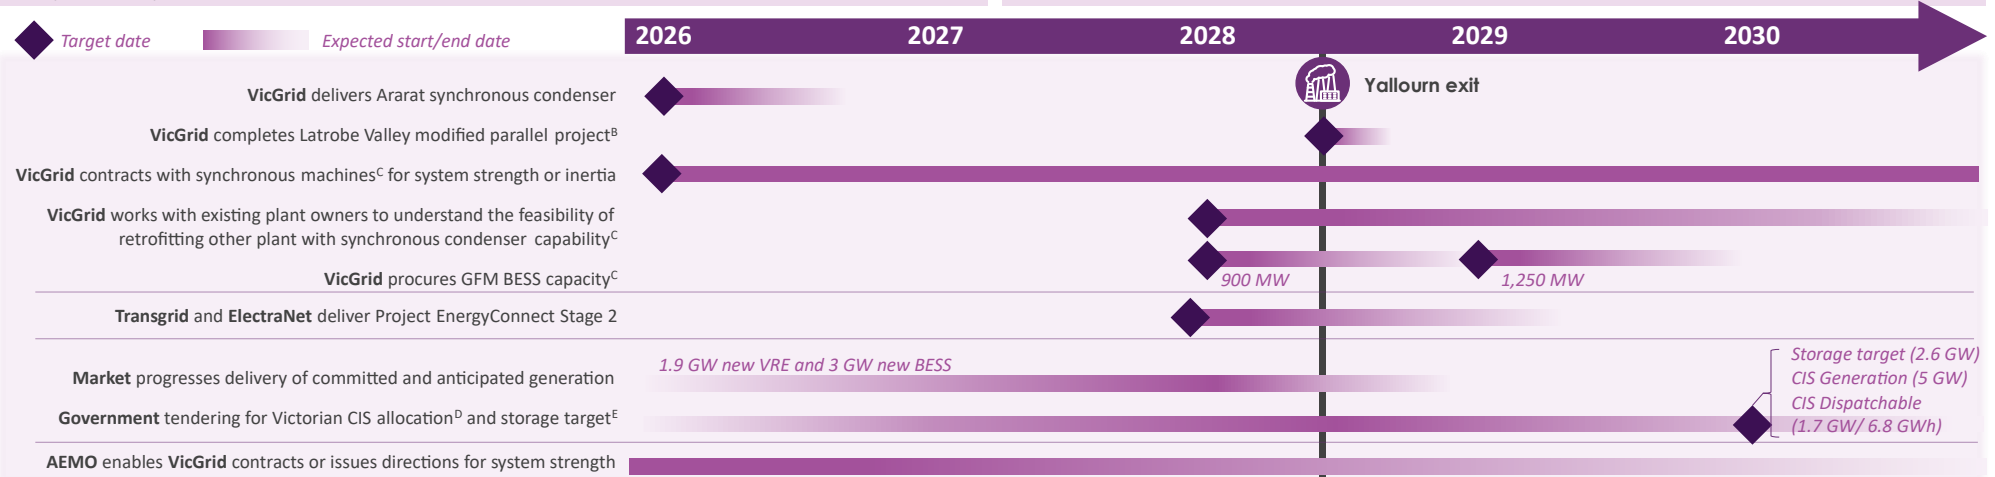 Target date
Expected start/end date
2026 2027 2028 2029 2030
Yallourn exit
VicGrid delivers Ararat synchronous condenser
VicGrid completes Latrobe Valley modified parallel projectᴮ
VicGrid contracts with synchronous machinesᶜ for system strength or inertia
VicGrid works with existing plant owners to understand the feasibility of
retrofitting other plant with synchronous condenser capabilityᶜ
VicGrid procures GFM BESS capacityᶜ
900 MW
1,250 MW
Transgrid and ElectraNet deliver Project EnergyConnect Stage 2
1.9 GW new VRE and 3 GW new BESS
Market progresses delivery of committed and anticipated generation
Government tendering for Victorian CIS allocationᴰ and storage targetᴱ
Storage target (2.6 GW)
CIS Generation (5 GW)
CIS Dispatchable
(1.7 GW/ 6.8 GWh)
AEMO enables VicGrid contracts or issues directions for system strength